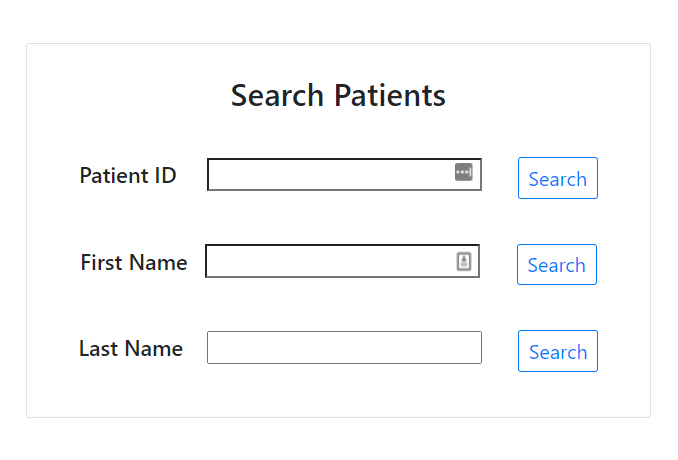 Search Patients
Patient ID Search
First Name Search
Last Name Search